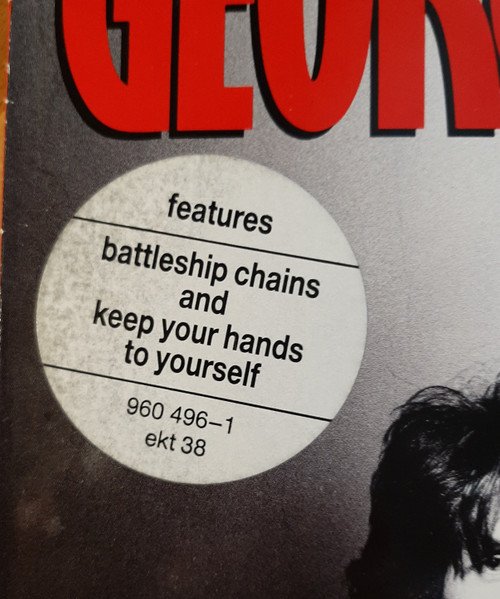 GEOR
features
battleship chains
and
keep your hands
to yourself
960 496-1
ekt 38